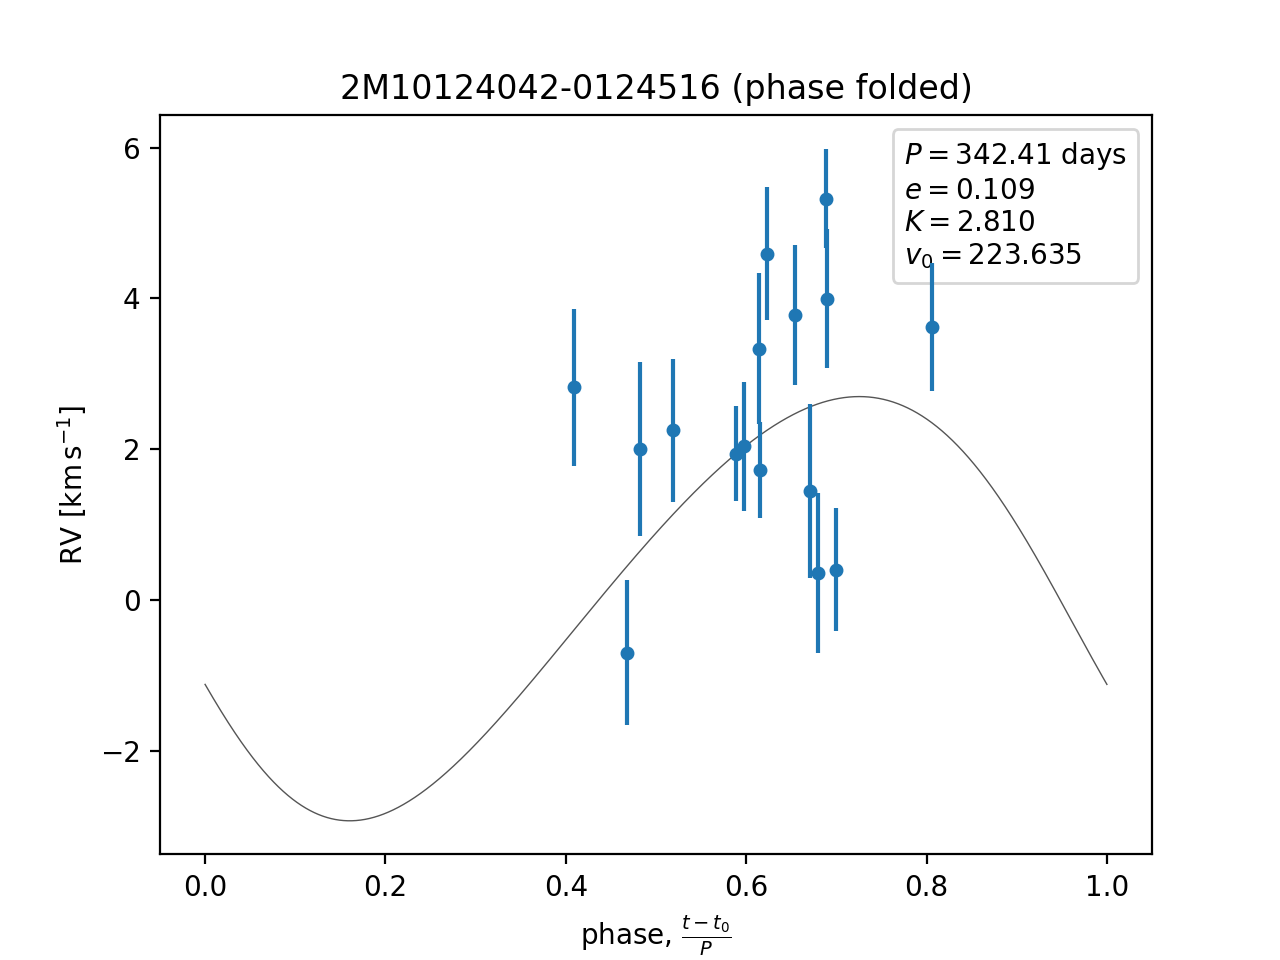 2M10124042-0124516 (phase folded)
P = 342.41 days
e = 0.109
K = 2.810
v₀ = 223.635
6
4
2
0
−2
RV [km s⁻¹]
0.0 0.2 0.4 0.6 0.8 1.0
phase, (t − t₀)/P